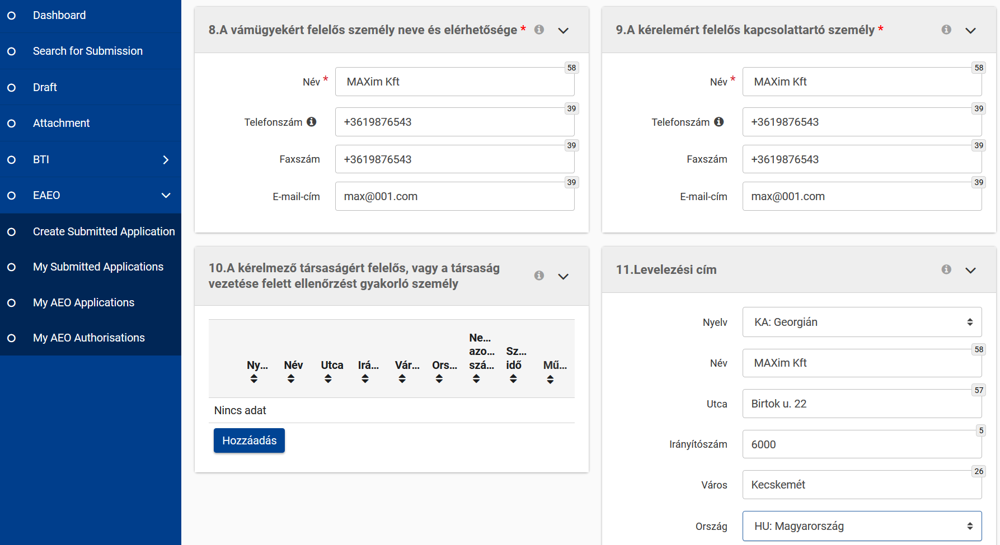 Dashboard
Search for Submission
Draft
Attachment
BTI
EAEO
Create Submitted Application
My Submitted Applications
My AEO Applications
My AEO Authorisations
8.A vámügyekért felelős személy neve és elérhetősége *
58
Név * MAXim Kft
39
Telefonszám +3619876543
39
Faxszám +3619876543
39
E-mail-cím max@001.com
9.A kérelemért felelős kapcsolattartó személy *
58
Név * MAXim Kft
39
Telefonszám +3619876543
39
Faxszám +3619876543
39
E-mail-cím max@001.com
10.A kérelmező társaságért felelős, vagy a társaság
vezetése felett ellenőrzést gyakorló személy
Ne...
azo... Sz...
Ny... Név Utca Irá... Vár... Ors... szá... idő Mű...
Nincs adat
Hozzáadás
11.Levelezési cím
Nyelv KA: Georgián
58
Név MAXim Kft
57
Utca Birtok u. 22
5
Irányítószám 6000
26
Város Kecskemét
Ország HU: Magyarország